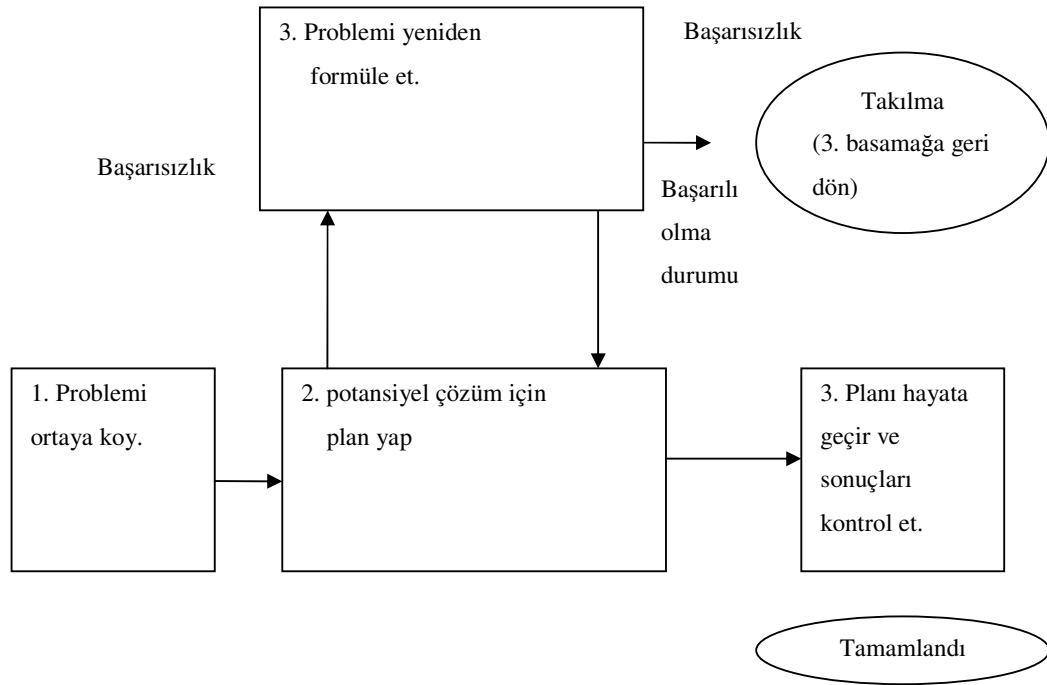 3. Problemi yeniden
formüle et.
Başarısızlık
Takılma
(3. basamağa geri
dön)
Başarısızlık
Başarılı
olma
durumu
1. Problemi
ortaya koy.
2. potansiyel çözüm için
plan yap
3. Planı hayata
geçir ve
sonuçları
kontrol et.
Tamamlandı